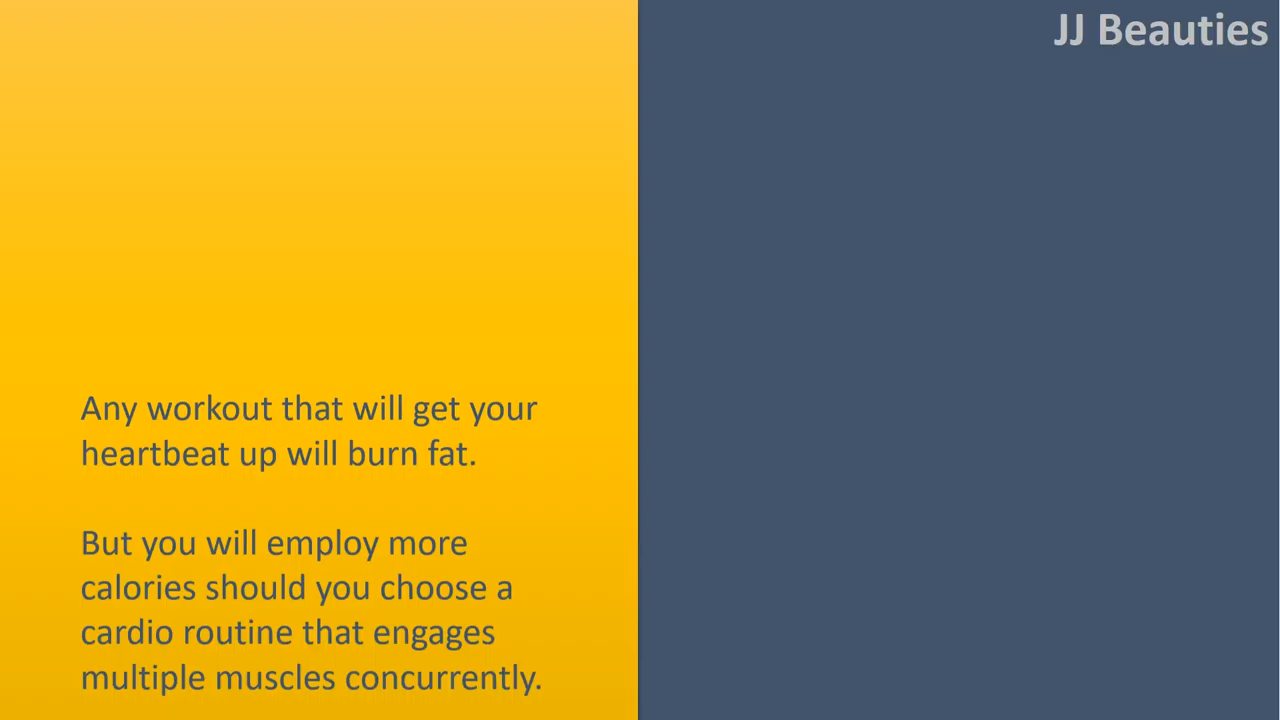 JJ Beauties
Any workout that will get your
heartbeat up will burn fat.
But you will employ more
calories should you choose a
cardio routine that engages
multiple muscles concurrently.